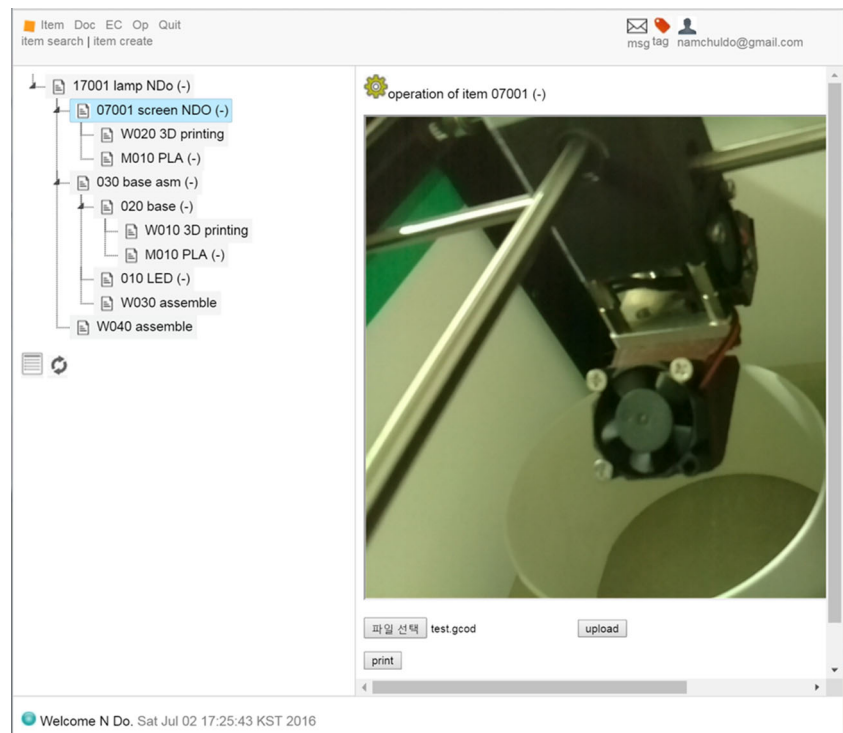 Item Doc EC Op Quit
item search | item create
msg tag namchuldo@gmail.com
17001 lamp NDo (-)
07001 screen NDO (-)
W020 3D printing
M010 PLA (-)
030 base asm (-)
020 base (-)
W010 3D printing
M010 PLA (-)
010 LED (-)
W030 assemble
W040 assemble
operation of item 07001 (-)
파일 선택 test.gcod upload
print
Welcome N Do. Sat Jul 02 17:25:43 KST 2016